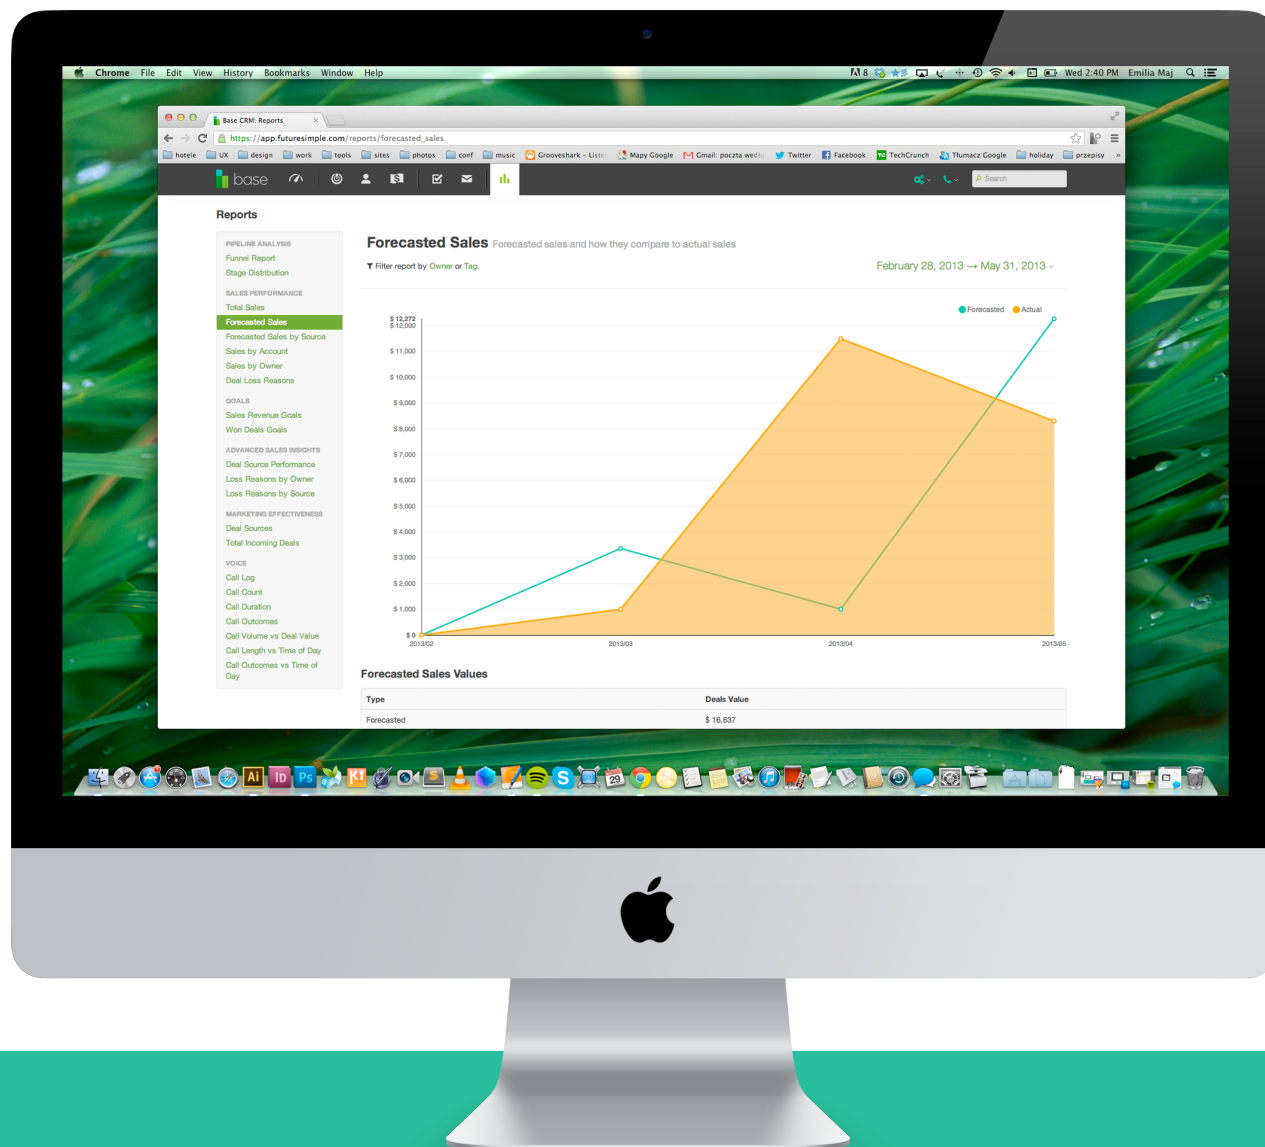 Chrome File Edit View History Bookmarks Window Help 8 Wed 2:40 PM Emilia Maj
Base CRM: Reports
https://app.futuresimple.com/reports/forecasted_sales
hotele UX design work tools sites photos conf music Grooveshark - Liste Mapy Google Gmail: poczta wedł Twitter Facebook TechCrunch Tłumacz Google holiday przepisy »
base Search
Reports
PIPELINE ANALYSIS
Funnel Report
Stage Distribution
SALES PERFORMANCE
Total Sales
Forecasted Sales
Forecasted Sales by Source
Sales by Account
Sales by Owner
Deal Loss Reasons
GOALS
Sales Revenue Goals
Won Deals Goals
ADVANCED SALES INSIGHTS
Deal Source Performance
Loss Reasons by Owner
Loss Reasons by Source
MARKETING EFFECTIVENESS
Deal Sources
Total Incoming Deals
VOICE
Call Log
Call Count
Call Duration
Call Outcomes
Call Volume vs Deal Value
Call Length vs Time of Day
Call Outcomes vs Time of
Day
Forecasted Sales Forecasted sales and how they compare to actual sales
Filter report by Owner or Tag.
February 28, 2013 → May 31, 2013
Forecasted Actual
$ 12,272
$ 12,000
$ 11,000
$ 10,000
$ 9,000
$ 8,000
$ 7,000
$ 6,000
$ 5,000
$ 4,000
$ 3,000
$ 2,000
$ 1,000
$ 0
2013/02 2013/03 2013/04 2013/05
Forecasted Sales Values
Type Deals Value
Forecasted $ 16,637
Ai ID Ps K! S S 29